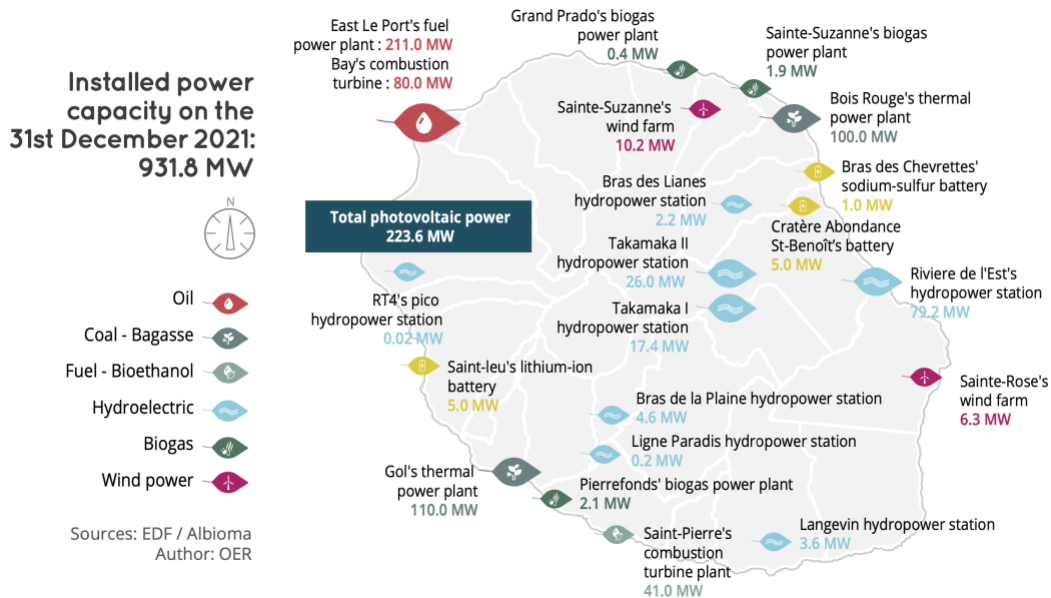 Installed power
capacity on the
31st December 2021:
931.8 MW
N
Oil
Coal - Bagasse
Fuel - Bioethanol
Hydroelectric
Biogas
Wind power
Sources: EDF / Albioma
Author: OER
East Le Port's fuel
power plant : 211.0 MW
Bay's combustion
turbine : 80.0 MW
Grand Prado's biogas
power plant
0.4 MW
Sainte-Suzanne's biogas
power plant
1.9 MW
Sainte-Suzanne's
wind farm
10.2 MW
Bois Rouge's thermal
power plant
100.0 MW
Bras des Chevrettes'
sodium-sulfur battery
1.0 MW
Bras des Lianes
hydropower station
2.2 MW
Cratère Abondance
St-Benoît's battery
5.0 MW
Total photovoltaic power
223.6 MW
Takamaka II
hydropower station
26.0 MW
Riviere de l'Est's
hydropower station
79.2 MW
RT4's pico
hydropower station
0.02 MW
Takamaka I
hydropower station
17.4 MW
Saint-leu's lithium-ion
battery
5.0 MW
Sainte-Rose's
wind farm
6.3 MW
Bras de la Plaine hydropower station
4.6 MW
Ligne Paradis hydropower station
0.2 MW
Gol's thermal
power plant
110.0 MW
Pierrefonds' biogas power plant
2.1 MW
Saint-Pierre's
combustion
turbine plant
41.0 MW
Langevin hydropower station
3.6 MW